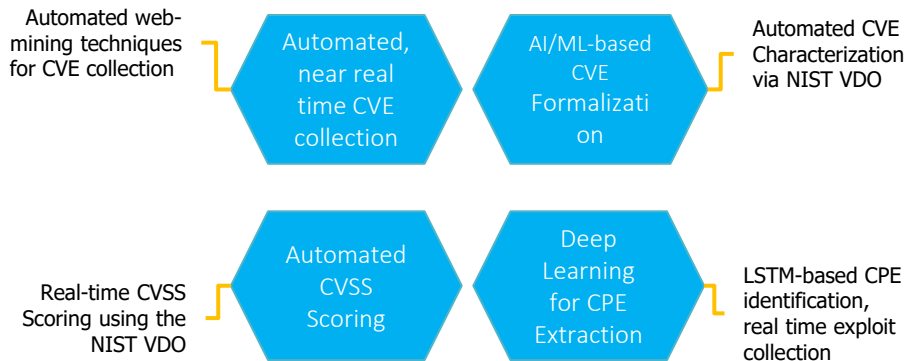 Automated web-
mining techniques
for CVE collection
Automated,
near real
time CVE
collection
AI/ML-based
CVE
Formalizati
on
Automated CVE
Characterization
via NIST VDO
Real-time CVSS
Scoring using the
NIST VDO
Automated
CVSS
Scoring
Deep
Learning
for CPE
Extraction
LSTM-based CPE
identification,
real time exploit
collection